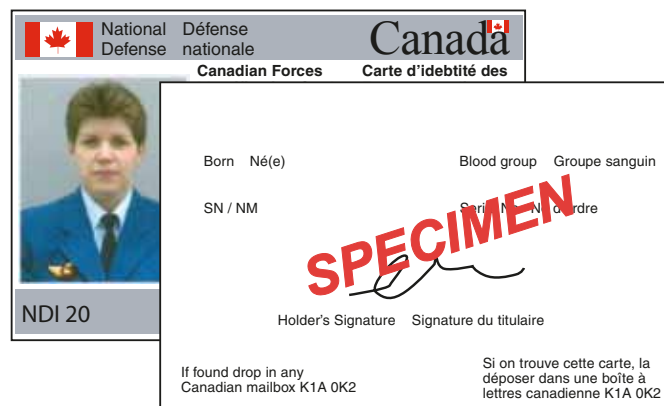 National Défense
Defense nationale
Canada
Canadian Forces Carte d'idebtité des
NDI 20
Born Né(e)
Blood group Groupe sanguin
SN / NM
No d'ordre
SPECIMEN
Holder's Signature Signature du titulaire
If found drop in any
Canadian mailbox K1A 0K2
Si on trouve cette carte, la
déposer dans une boîte à
lettres canadienne K1A 0K2